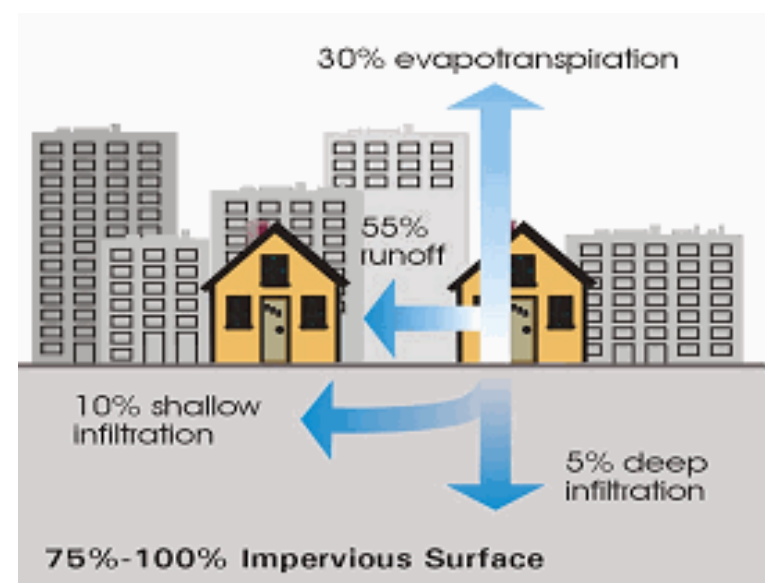 30% evapotranspiration
55%
runoff
10% shallow
infiltration
5% deep
infiltration
75%-100% Impervious Surface